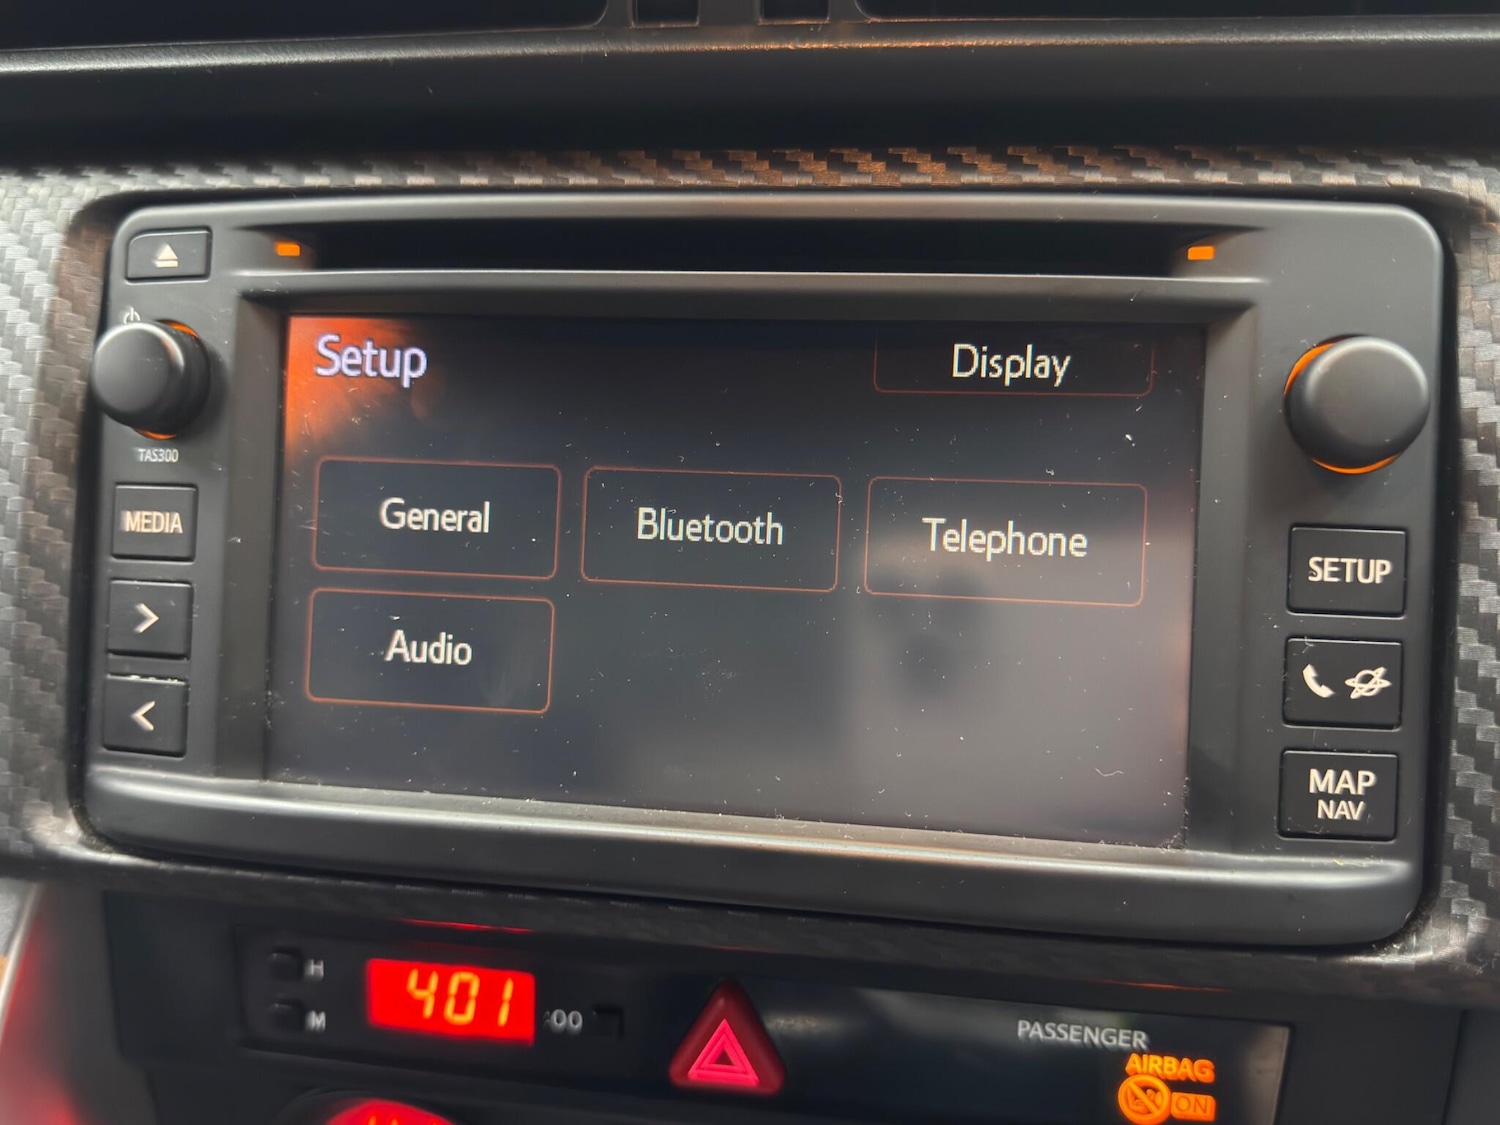 Setup
Display
TAS300
General
Bluetooth
Telephone
MEDIA
SETUP
Audio
MAP
NAV
H
401
M
:00
PASSENGER
AIRBAG
ON